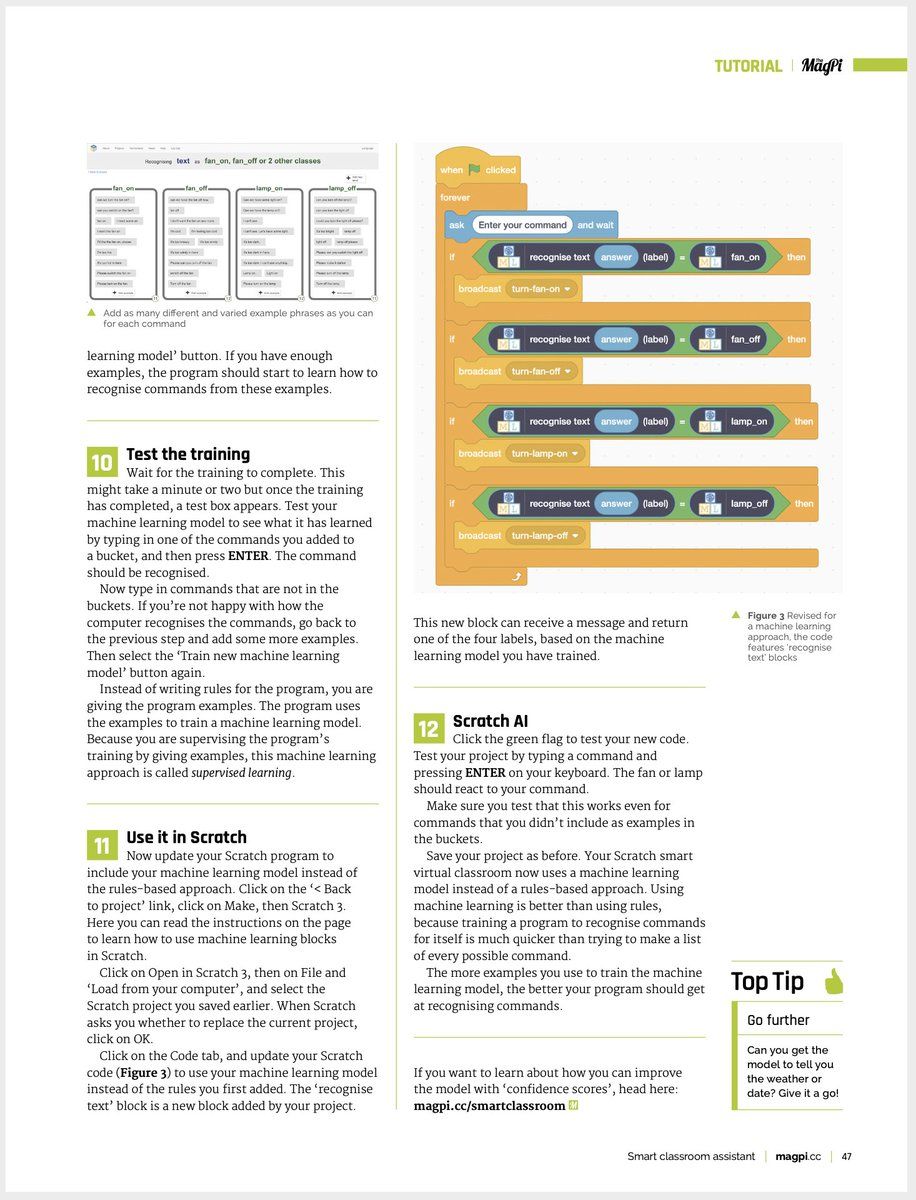 TUTORIAL
The MagPi
Recognising text as fan_on, fan_off or 2 other classes
fan_on
fan_off
lamp_on
lamp_off
Add as many different and varied example phrases as you can
for each command
learning model’ button. If you have enough
examples, the program should start to learn how to
recognise commands from these examples.
10
Test the training
Wait for the training to complete. This
might take a minute or two but once the training
has completed, a test box appears. Test your
machine learning model to see what it has learned
by typing in one of the commands you added to
a bucket, and then press ENTER. The command
should be recognised.
Now type in commands that are not in the
buckets. If you’re not happy with how the
computer recognises the commands, go back to
the previous step and add some more examples.
Then select the ‘Train new machine learning
model’ button again.
Instead of writing rules for the program, you are
giving the program examples. The program uses
the examples to train a machine learning model.
Because you are supervising the program’s
training by giving examples, this machine learning
approach is called supervised learning.
11
Use it in Scratch
Now update your Scratch program to
include your machine learning model instead of
the rules-based approach. Click on the ‘< Back
to project’ link, click on Make, then Scratch 3.
Here you can read the instructions on the page
to learn how to use machine learning blocks
in Scratch.
Click on Open in Scratch 3, then on File and
‘Load from your computer’, and select the
Scratch project you saved earlier. When Scratch
asks you whether to replace the current project,
click on OK.
Click on the Code tab, and update your Scratch
code (Figure 3) to use your machine learning model
instead of the rules you first added. The ‘recognise
text’ block is a new block added by your project.
when clicked
forever
ask Enter your command and wait
if recognise text answer (label) = fan_on then
broadcast turn-fan-on
if recognise text answer (label) = fan_off then
broadcast turn-fan-off
if recognise text answer (label) = lamp_on then
broadcast turn-lamp-on
if recognise text answer (label) = lamp_off then
broadcast turn-lamp-off
This new block can receive a message and return
one of the four labels, based on the machine
learning model you have trained.
Figure 3 Revised for
a machine learning
approach, the code
features ‘recognise
text’ blocks
12
Scratch AI
Click the green flag to test your new code.
Test your project by typing a command and
pressing ENTER on your keyboard. The fan or lamp
should react to your command.
Make sure you test that this works even for
commands that you didn’t include as examples in
the buckets.
Save your project as before. Your Scratch smart
virtual classroom now uses a machine learning
model instead of a rules-based approach. Using
machine learning is better than using rules,
because training a program to recognise commands
for itself is much quicker than trying to make a list
of every possible command.
The more examples you use to train the machine
learning model, the better your program should get
at recognising commands.
If you want to learn about how you can improve
the model with ‘confidence scores’, head here:
magpi.cc/smartclassroom
Top Tip
Go further
Can you get the
model to tell you
the weather or
date? Give it a go!
Smart classroom assistant magpi.cc 47